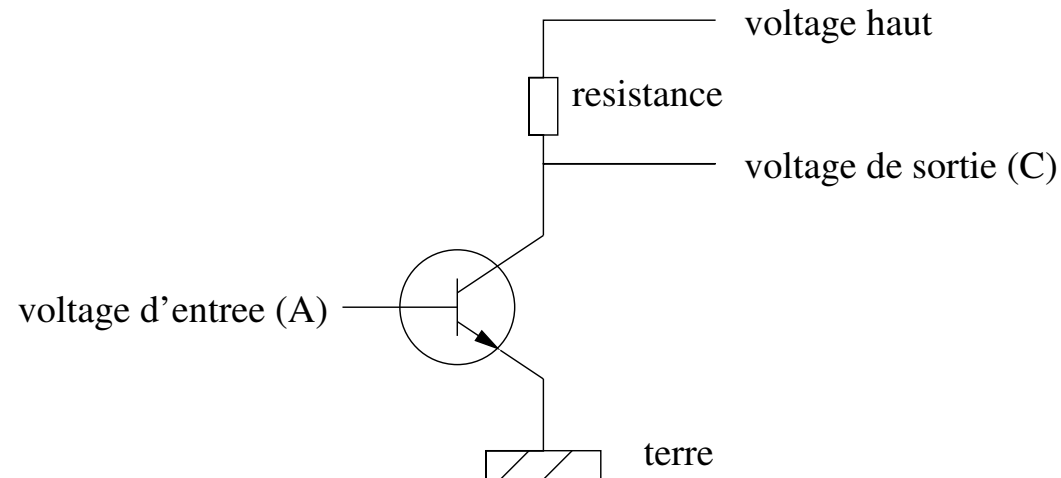 voltage haut
resistance
voltage de sortie (C)
voltage d'entree (A)
terre